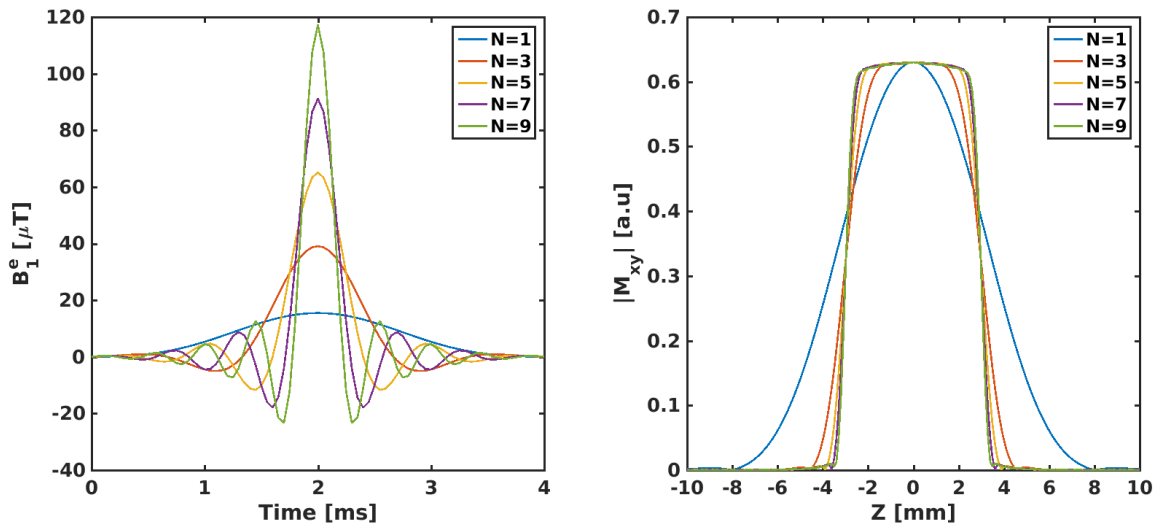 120
100
80
60
40
20
0
-20
-40
B₁ᵉ [μT]
0 1 2 3 4
Time [ms]
N=1
N=3
N=5
N=7
N=9
0.7
0.6
0.5
0.4
0.3
0.2
0.1
0
|Mxy| [a.u]
-10 -8 -6 -4 -2 0 2 4 6 8 10
Z [mm]
N=1
N=3
N=5
N=7
N=9